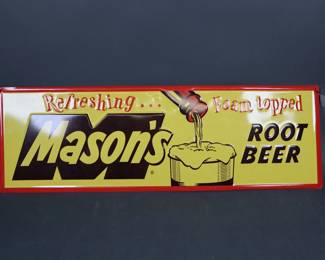 Refreshing... Foam topped
Mason's ®
ROOT
BEER